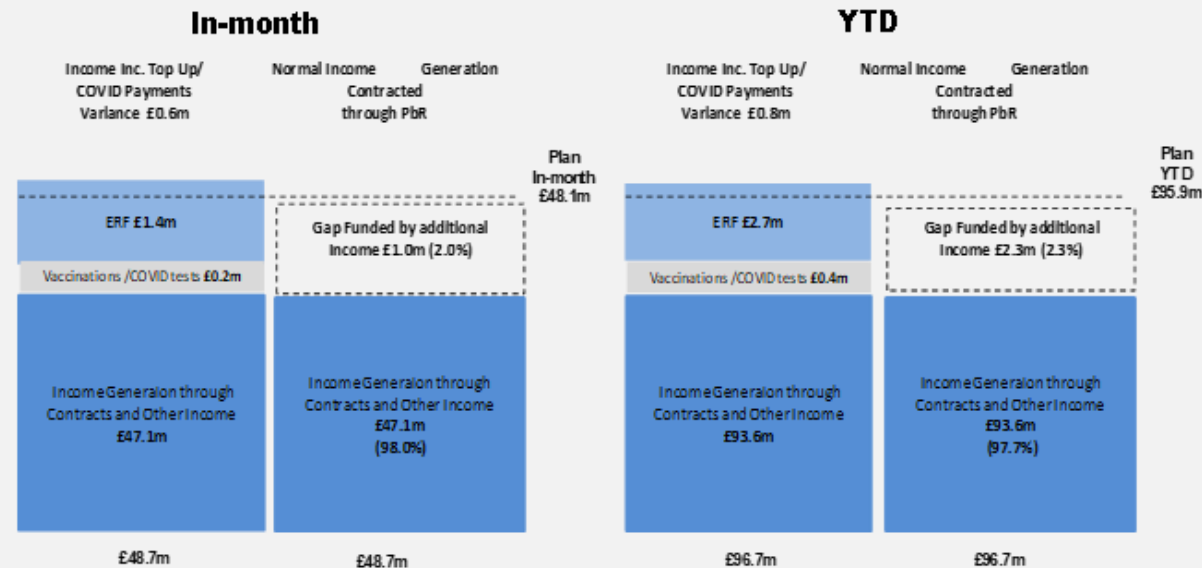 In-month
YTD
Income Inc. Top Up/
COVID Payments
Variance £0.6m
Normal Income Generation
Contracted
through PbR
Income Inc. Top Up/
COVID Payments
Variance £0.8m
Normal Income Generation
Contracted
through PbR
Plan
In-month
£48.1m
Plan
YTD
£95.9m
ERF £1.4m
Gap Funded by additional
Income £1.0m (2.0%)
ERF £2.7m
Gap Funded by additional
Income £2.3m (2.3%)
Vaccinations /COVID tests £0.2m
Vaccinations /COVID tests £0.4m
Income Generaion through
Contracts and Other Income
£47.1m
Income Generaion through
Contracts and Other Income
£47.1m
(98.0%)
Income Generaion through
Contracts and Other Income
£93.6m
Income Generaion through
Contracts and Other Income
£93.6m
(97.7%)
£48.7m
£48.7m
£96.7m
£96.7m